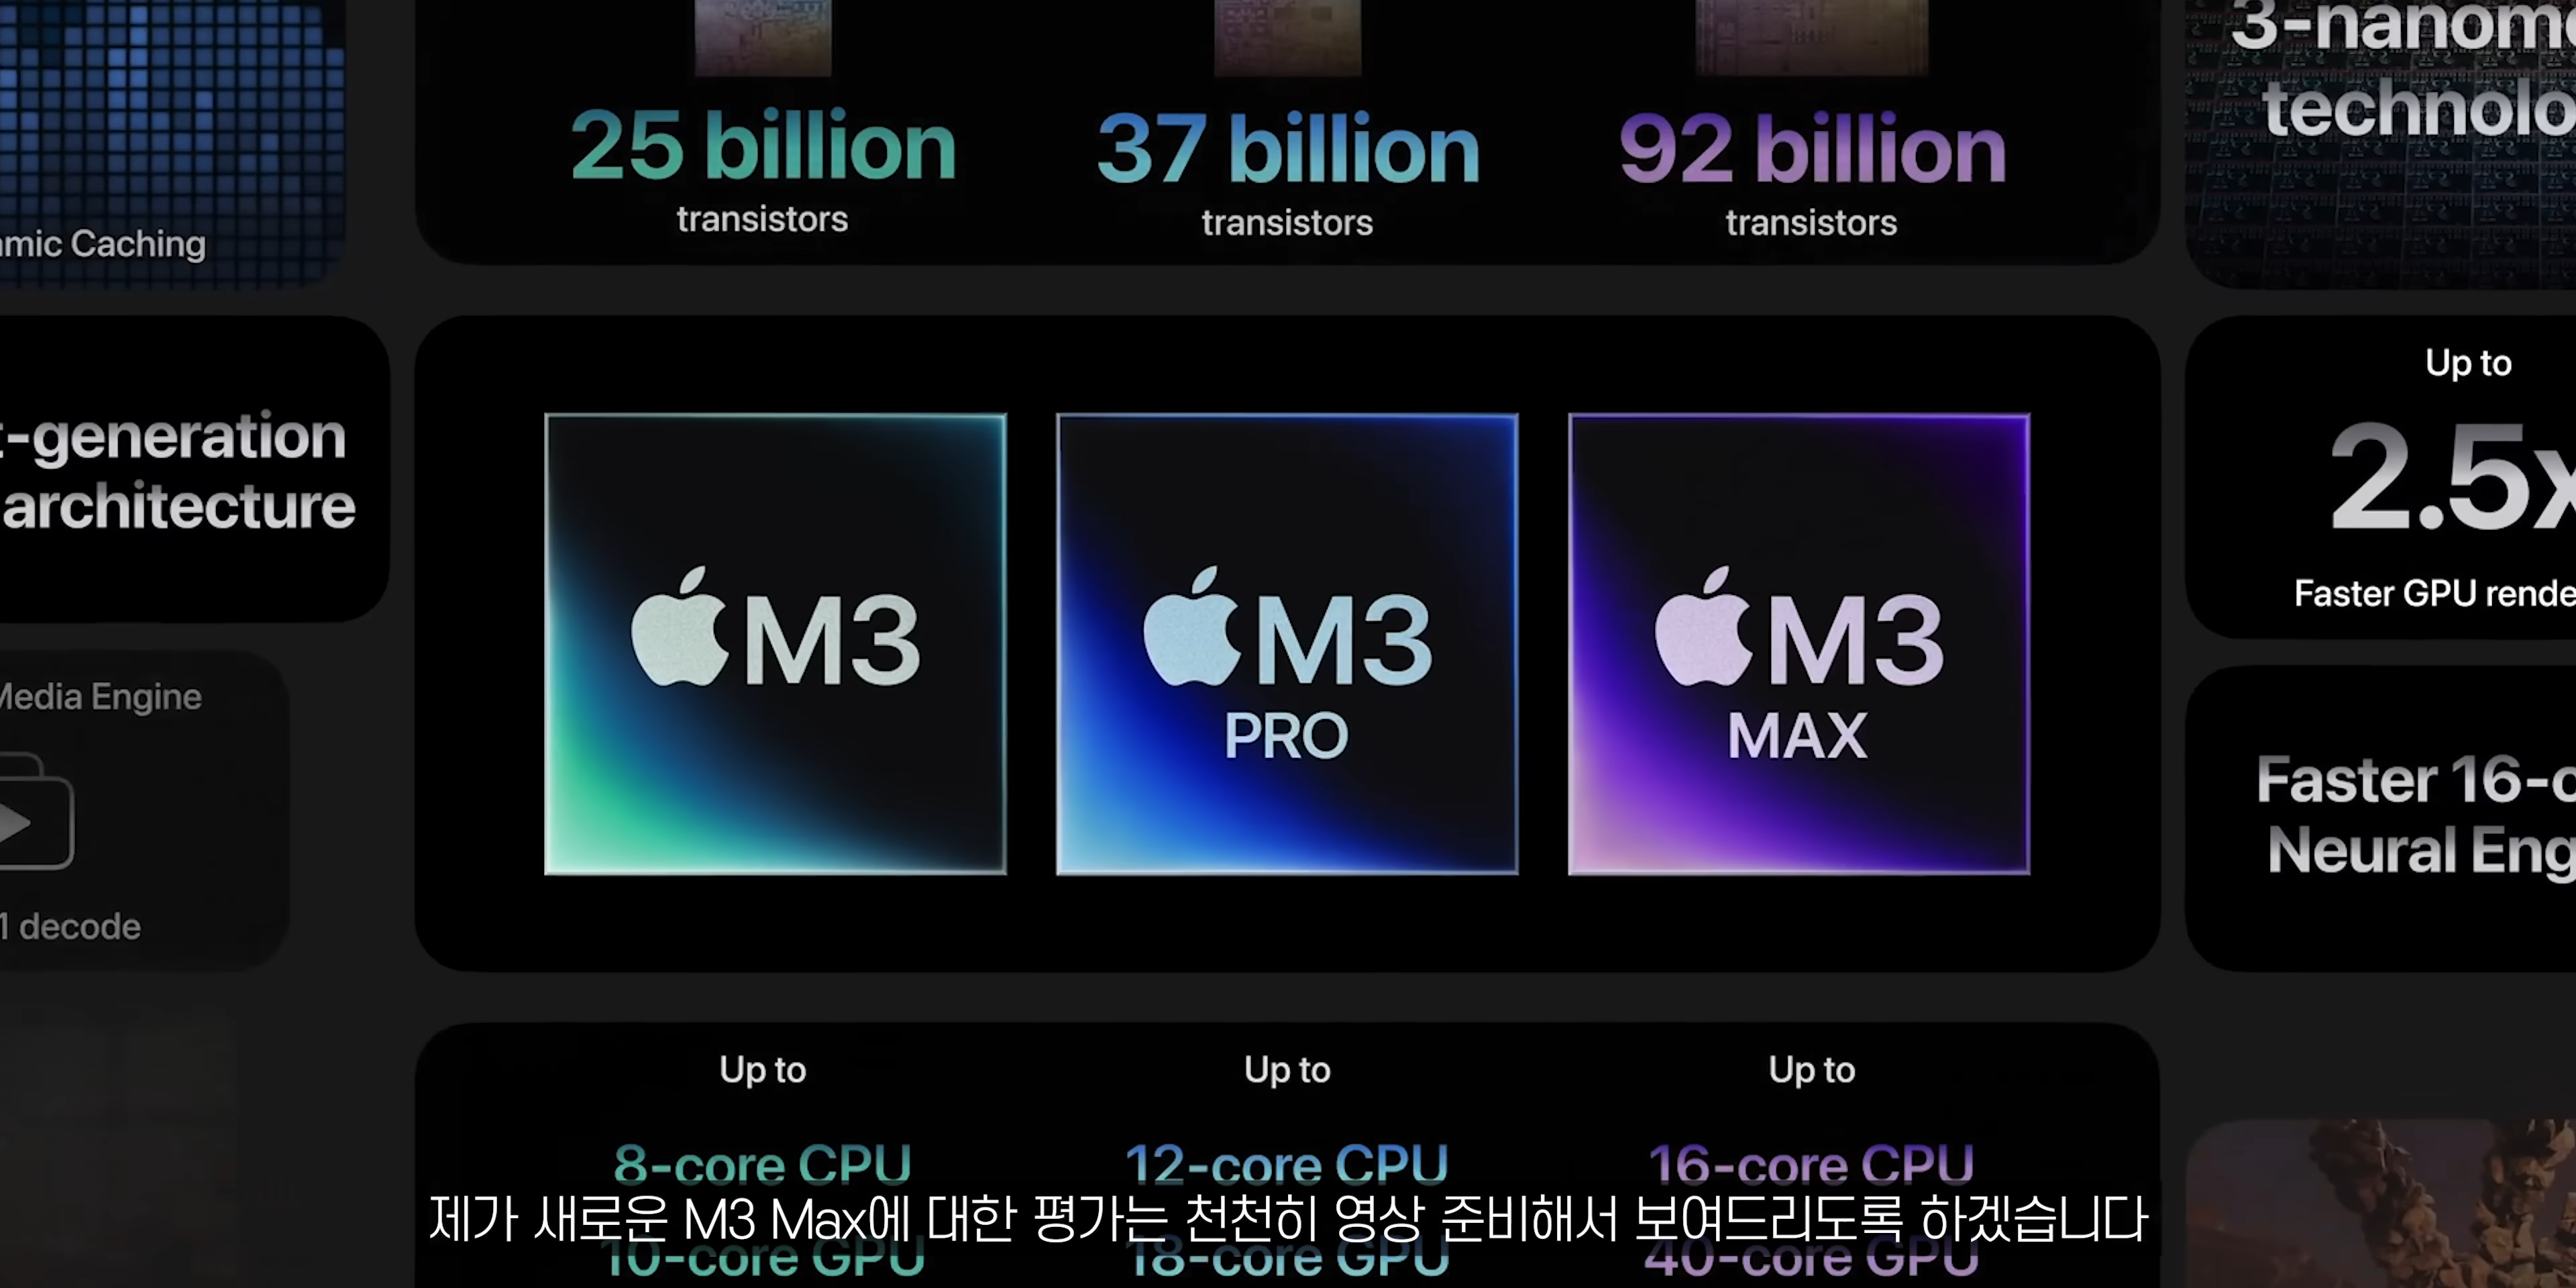 3-nanom
technolo
25 billion
37 billion
92 billion
transistors
transistors
transistors
amic Caching
t-generation
architecture
M3
M3
PRO
M3
MAX
Up to
2.5x
Faster GPU rende
Media Engine
1 decode
Faster 16-c
Neural Eng
Up to
Up to
Up to
8-core CPU
12-core CPU
16-core CPU
제가 새로운 M3 Max에 대한 평가는 천천히 영상 준비해서 보여드리도록 하겠습니다
10-core GPU
18-core GPU
40-core GPU